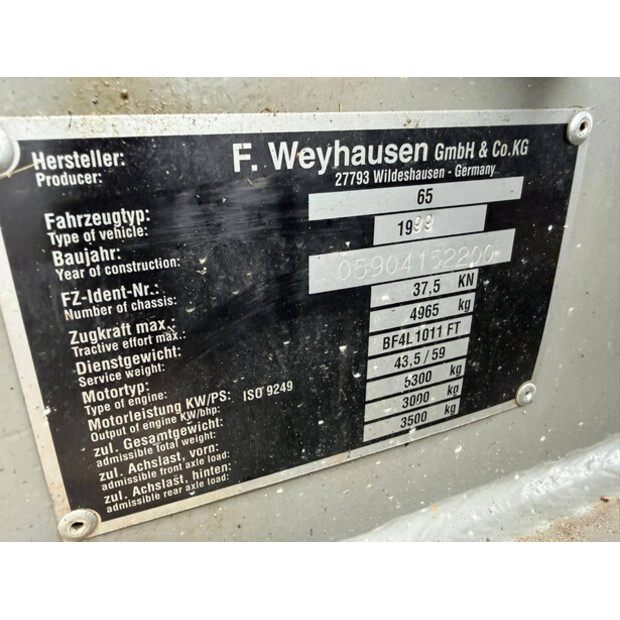 Hersteller: F. Weyhausen GmbH & Co.KG
Producer: 27793 Wildeshausen - Germany
Fahrzeugtyp: 65
Type of vehicle:
Baujahr: 1999
Year of construction:
FZ-Ident-Nr.: 05904152200
Number of chassis:
Zugkraft max.: 37,5 KN
Tractive effort max.:
Dienstgewicht: 4965 kg
Service weight:
Motortyp: BF4L1011 FT
Type of engine:
Motorleistung KW/PS: ISO 9249 43,5/59
Output of engine KW/bhp:
zul. Gesamtgewicht: 5300 kg
admissible total weight:
zul. Achslast, vorn: 3000 kg
admissible front axle load:
zul. Achslast, hinten: 3500 kg
admissible rear axle load: